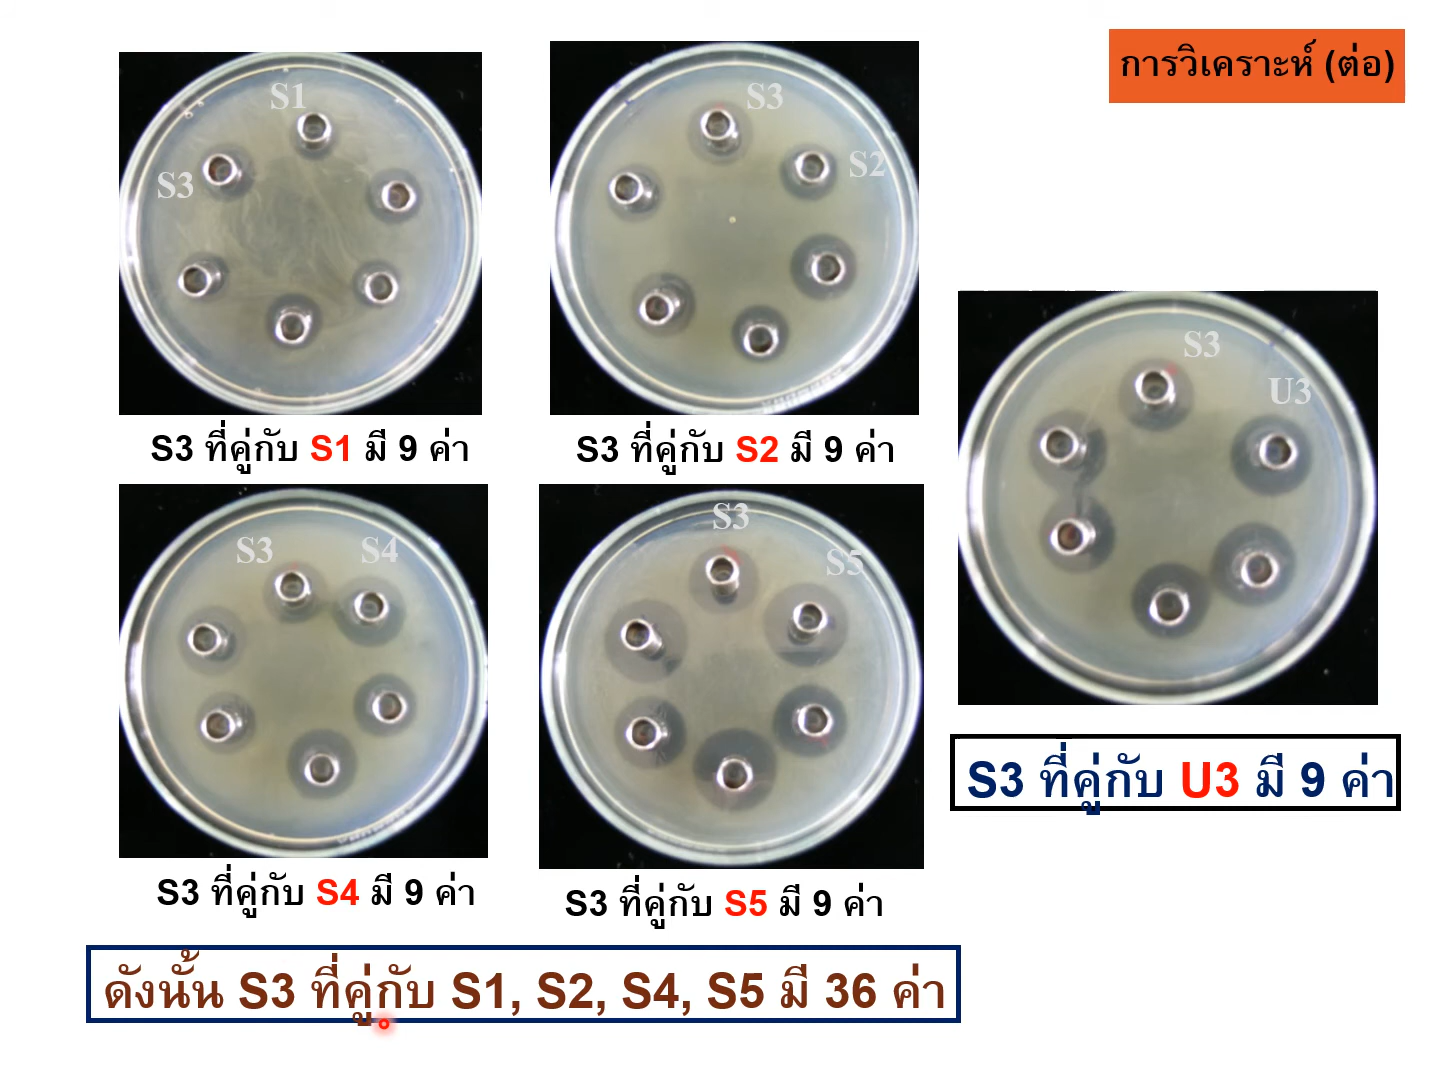 การวิเคราะห์ (ต่อ)
S1
S3
S3 ที่คู่กับ S1 มี 9 ค่า
S3
S2
S3 ที่คู่กับ S2 มี 9 ค่า
S3
U3
S3 ที่คู่กับ U3 มี 9 ค่า
S3 S4
S3 ที่คู่กับ S4 มี 9 ค่า
S3
S5
S3 ที่คู่กับ S5 มี 9 ค่า
ดังนั้น S3 ที่คู่กับ S1, S2, S4, S5 มี 36 ค่า